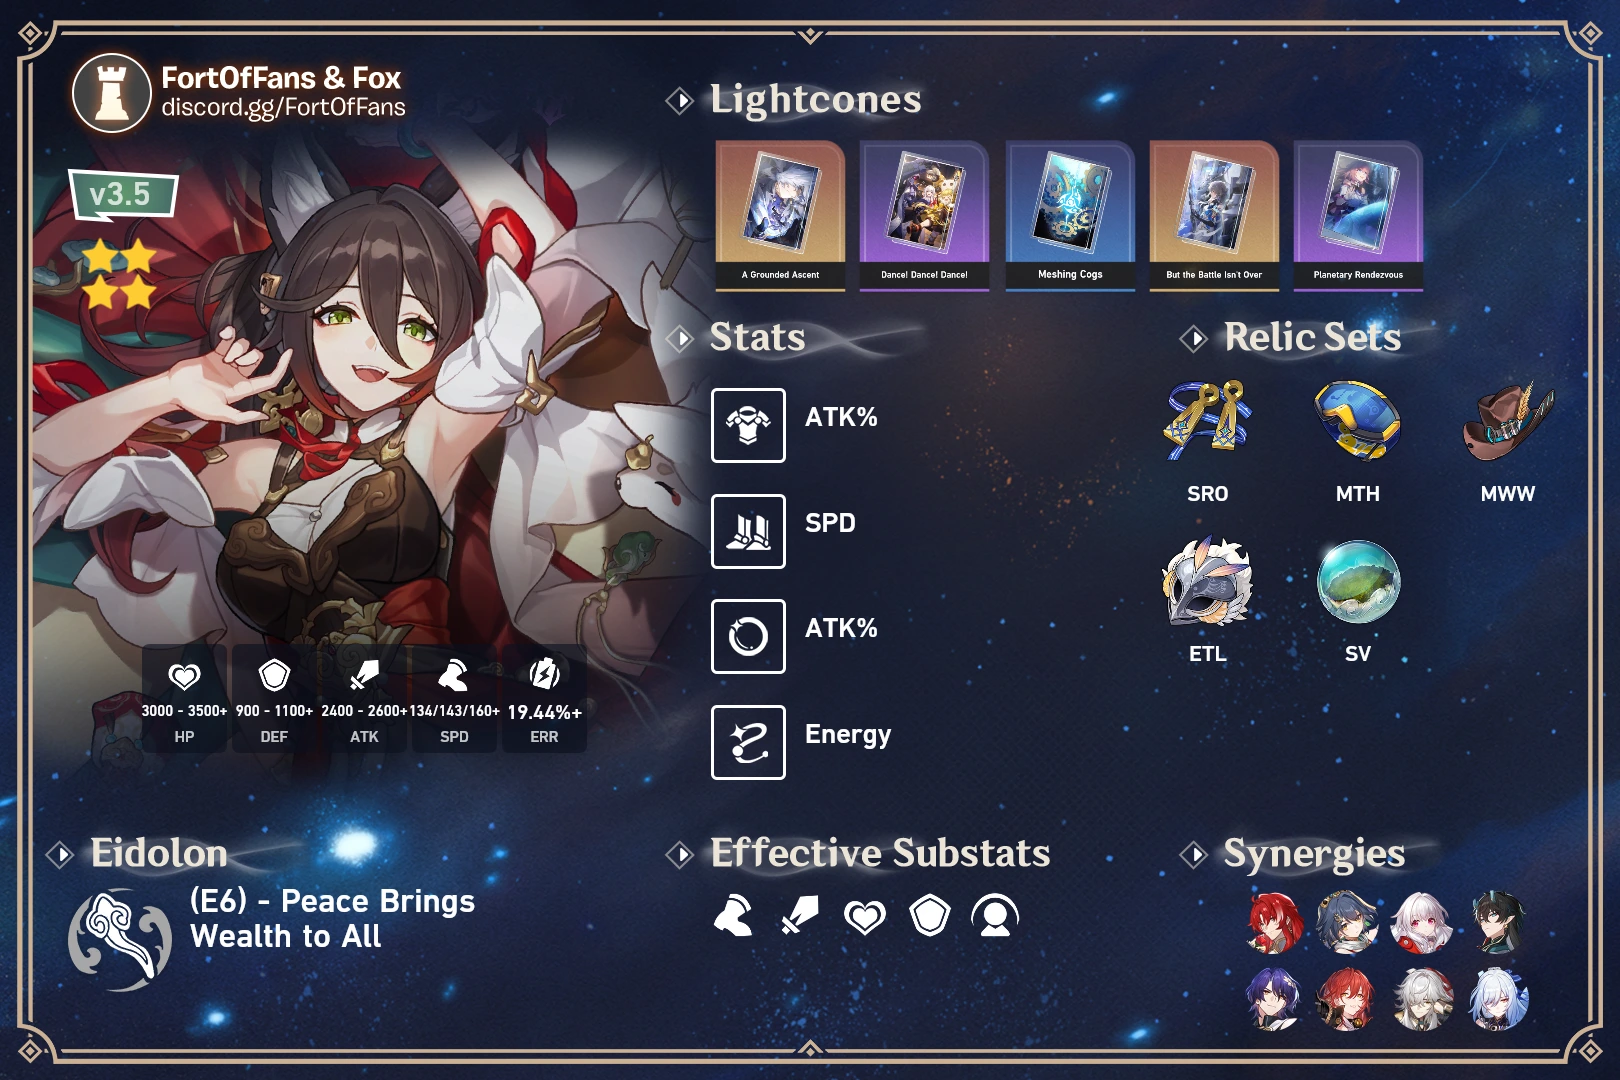 FortOfFans & Fox
discord.gg/FortOfFans
v3.5
3000 - 3500+
HP
900 - 1100+
DEF
2400 - 2600+
ATK
134/143/160+
SPD
19.44%+
ERR
Eidolon
(E6) - Peace Brings
Wealth to All
Lightcones
A Grounded Ascent
Dance! Dance! Dance!
Meshing Cogs
But the Battle Isn't Over
Planetary Rendezvous
Stats
ATK%
SPD
ATK%
Energy
Relic Sets
SRO
MTH
MWW
ETL
SV
Effective Substats
Synergies